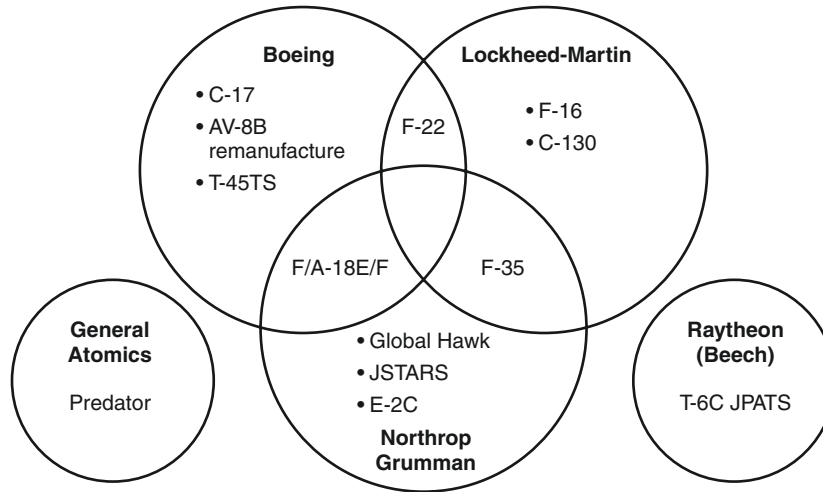 Boeing
• C-17
• AV-8B
remanufacture
• T-45TS
F-22
Lockheed-Martin
• F-16
• C-130
F/A-18E/F
F-35
General
Atomics
Predator
• Global Hawk
• JSTARS
• E-2C
Northrop
Grumman
Raytheon
(Beech)
T-6C JPATS